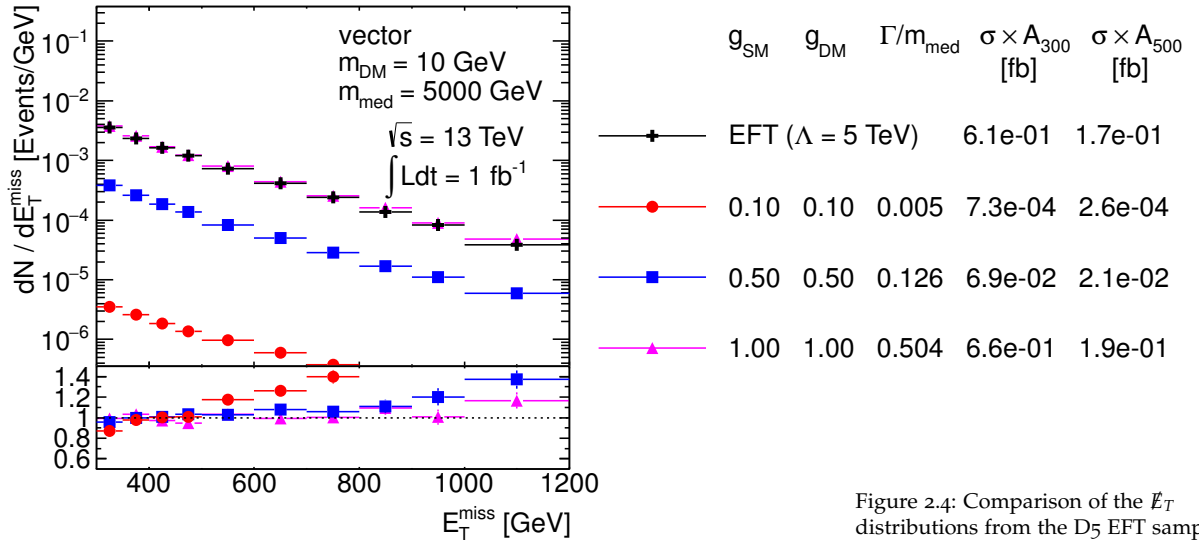 dN / dE_T^miss [Events/GeV]
10⁻¹
10⁻²
10⁻³
10⁻⁴
10⁻⁵
10⁻⁶
vector
m_DM = 10 GeV
m_med = 5000 GeV
√s = 13 TeV
∫Ldt = 1 fb⁻¹
1.4
1.2
1
0.8
0.6
400 600 800 1000 1200
E_T^miss [GeV]
g_SM g_DM Γ/m_med σ × A_300 σ × A_500
[fb] [fb]
EFT (Λ = 5 TeV) 6.1e-01 1.7e-01
0.10 0.10 0.005 7.3e-04 2.6e-04
0.50 0.50 0.126 6.9e-02 2.1e-02
1.00 1.00 0.504 6.6e-01 1.9e-01
Figure 2.4: Comparison of the E̸_T
distributions from the D5 EFT samp